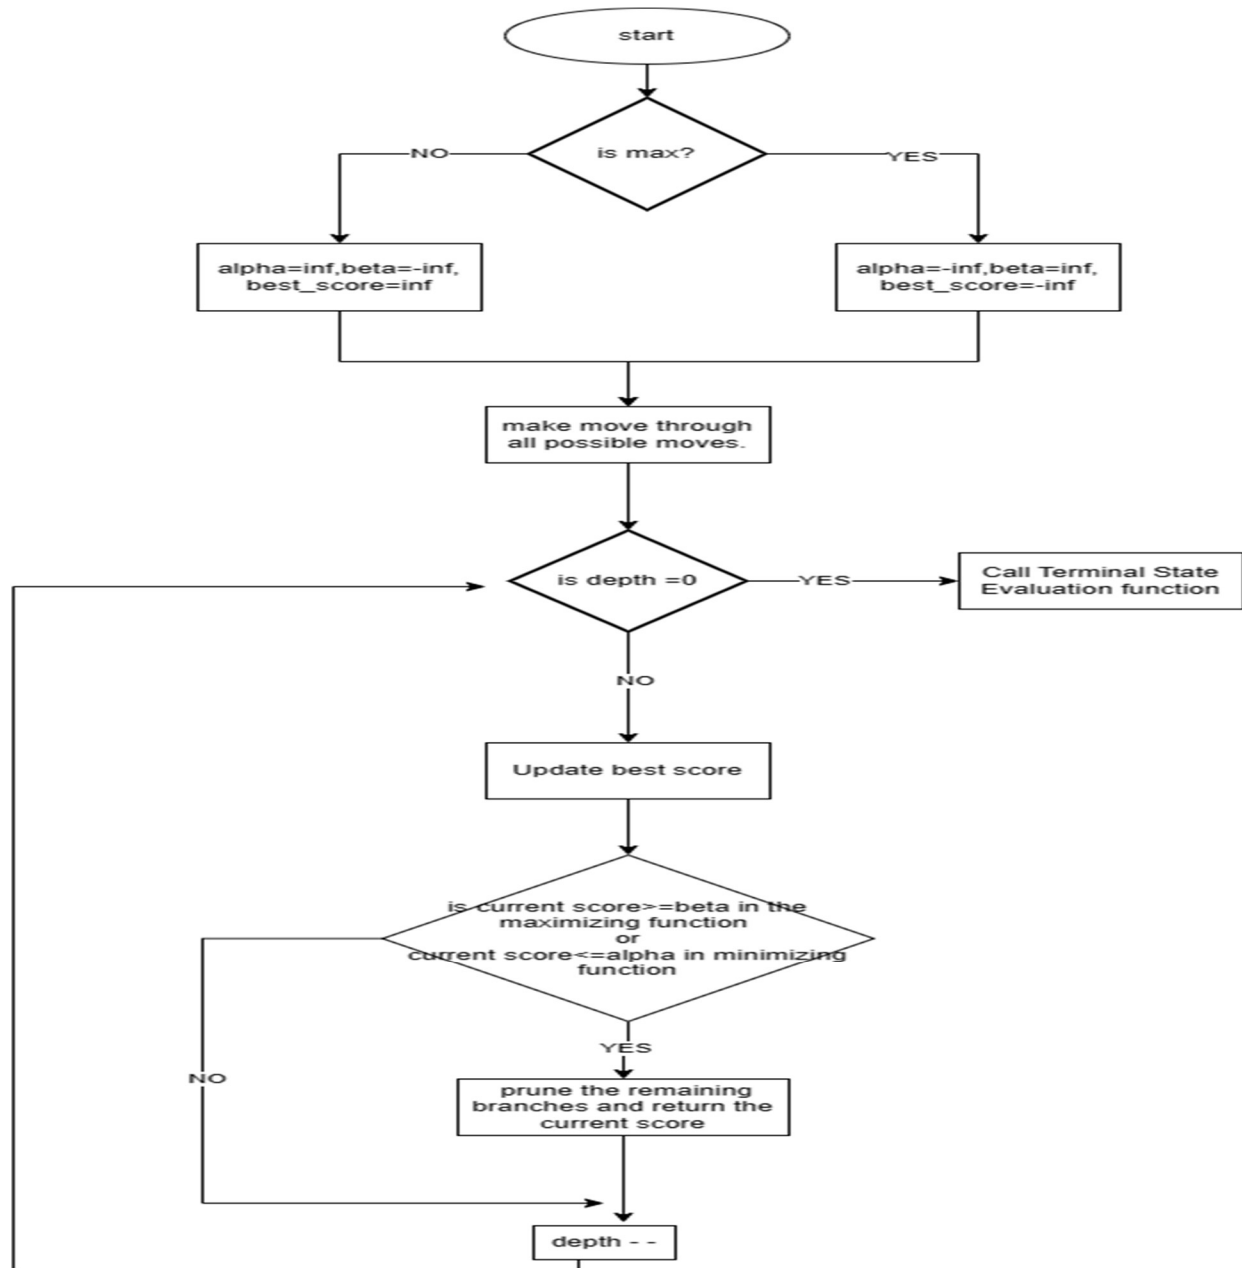 start
is max?
NO
YES
alpha=inf,beta=-inf,
best_score=inf
alpha=-inf,beta=inf,
best_score=-inf
make move through
all possible moves.
is depth =0
YES
Call Terminal State
Evaluation function
NO
Update best score
is current score>=beta in the
maximizing function
or
current score<=alpha in minimizing
function
YES
NO
prune the remaining
branches and return the
current score
depth - -